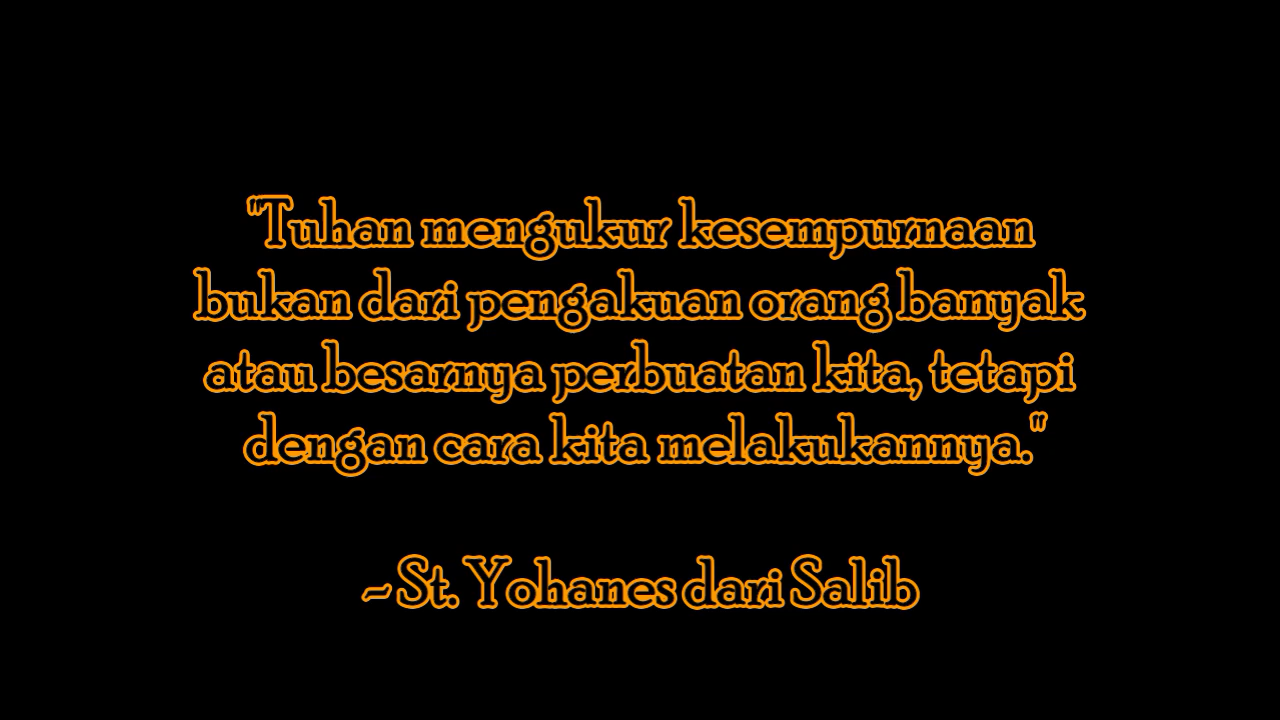 "Tuhan mengukur kesempurnaan
bukan dari pengakuan orang banyak
atau besarnya perbuatan kita, tetapi
dengan cara kita melakukannya."
~ St. Yohanes dari Salib